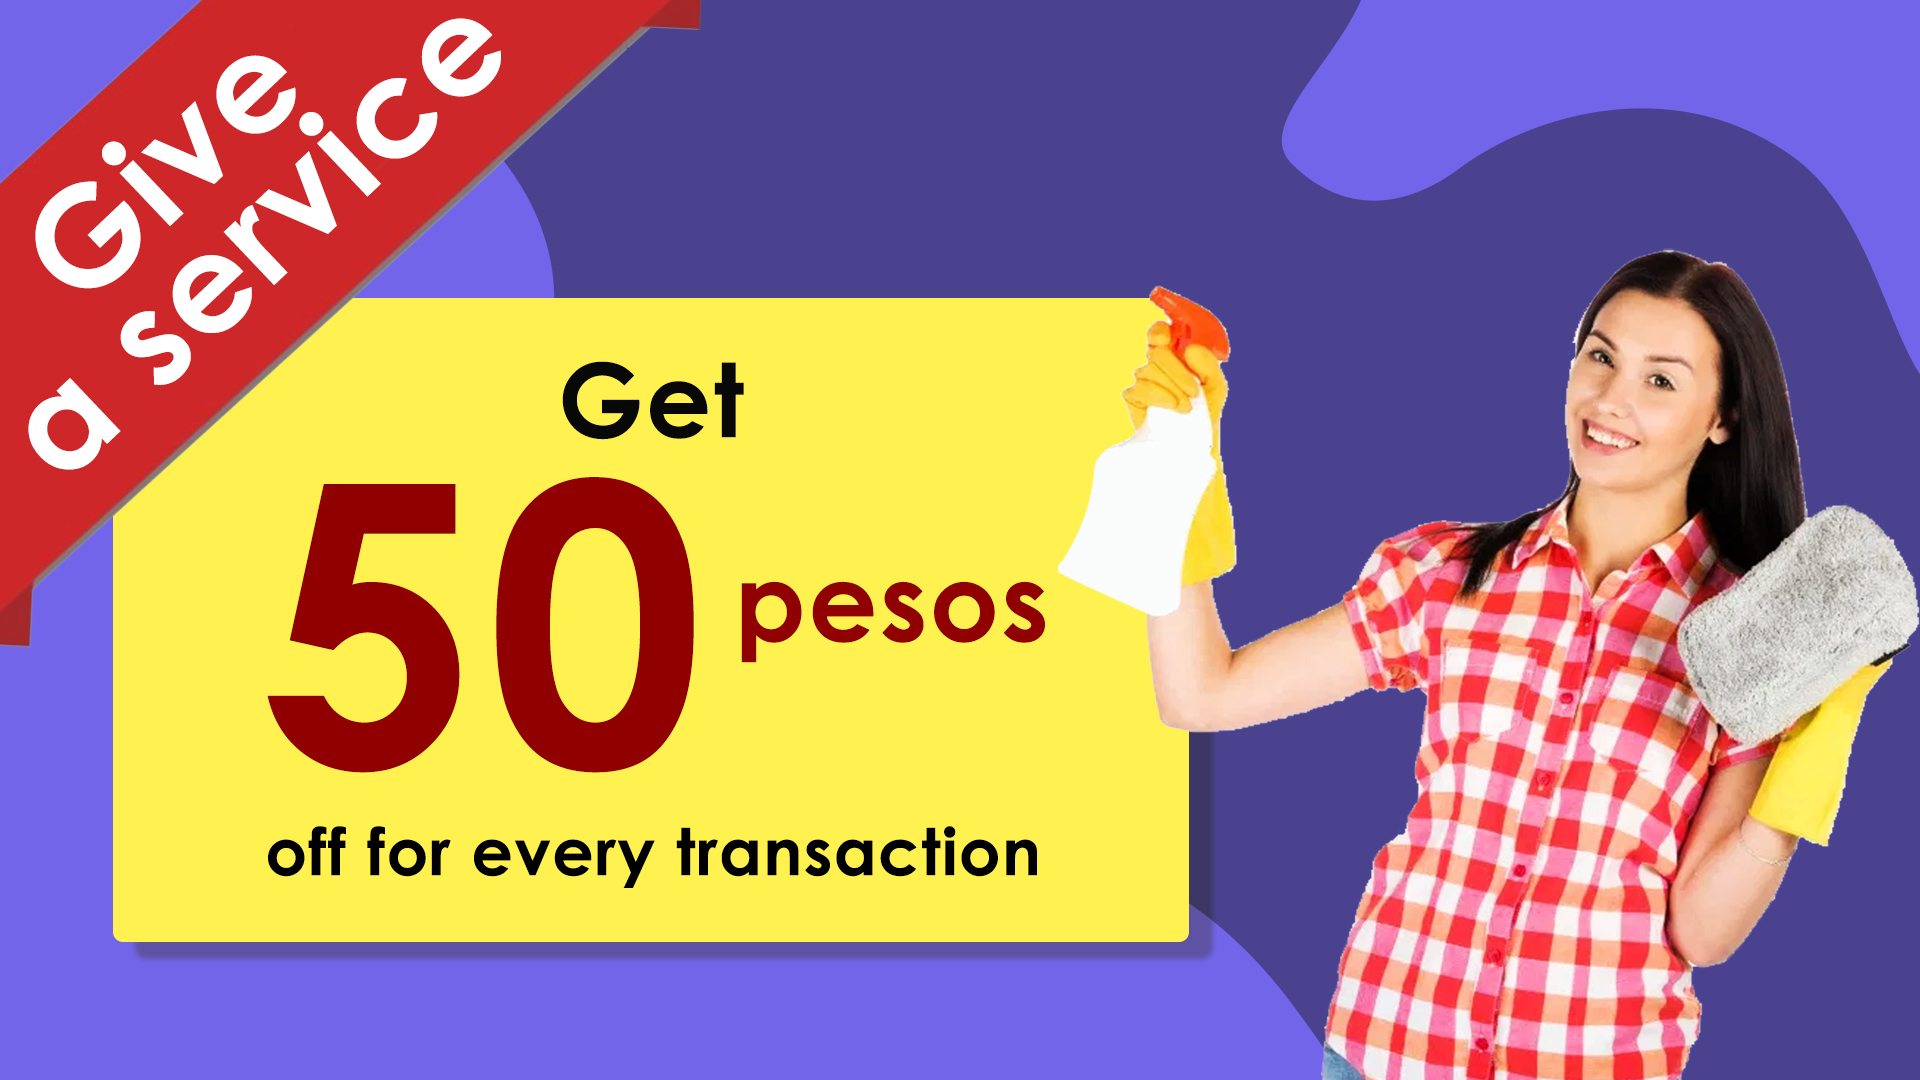 Give
a service
Get
50 pesos
off for every transaction